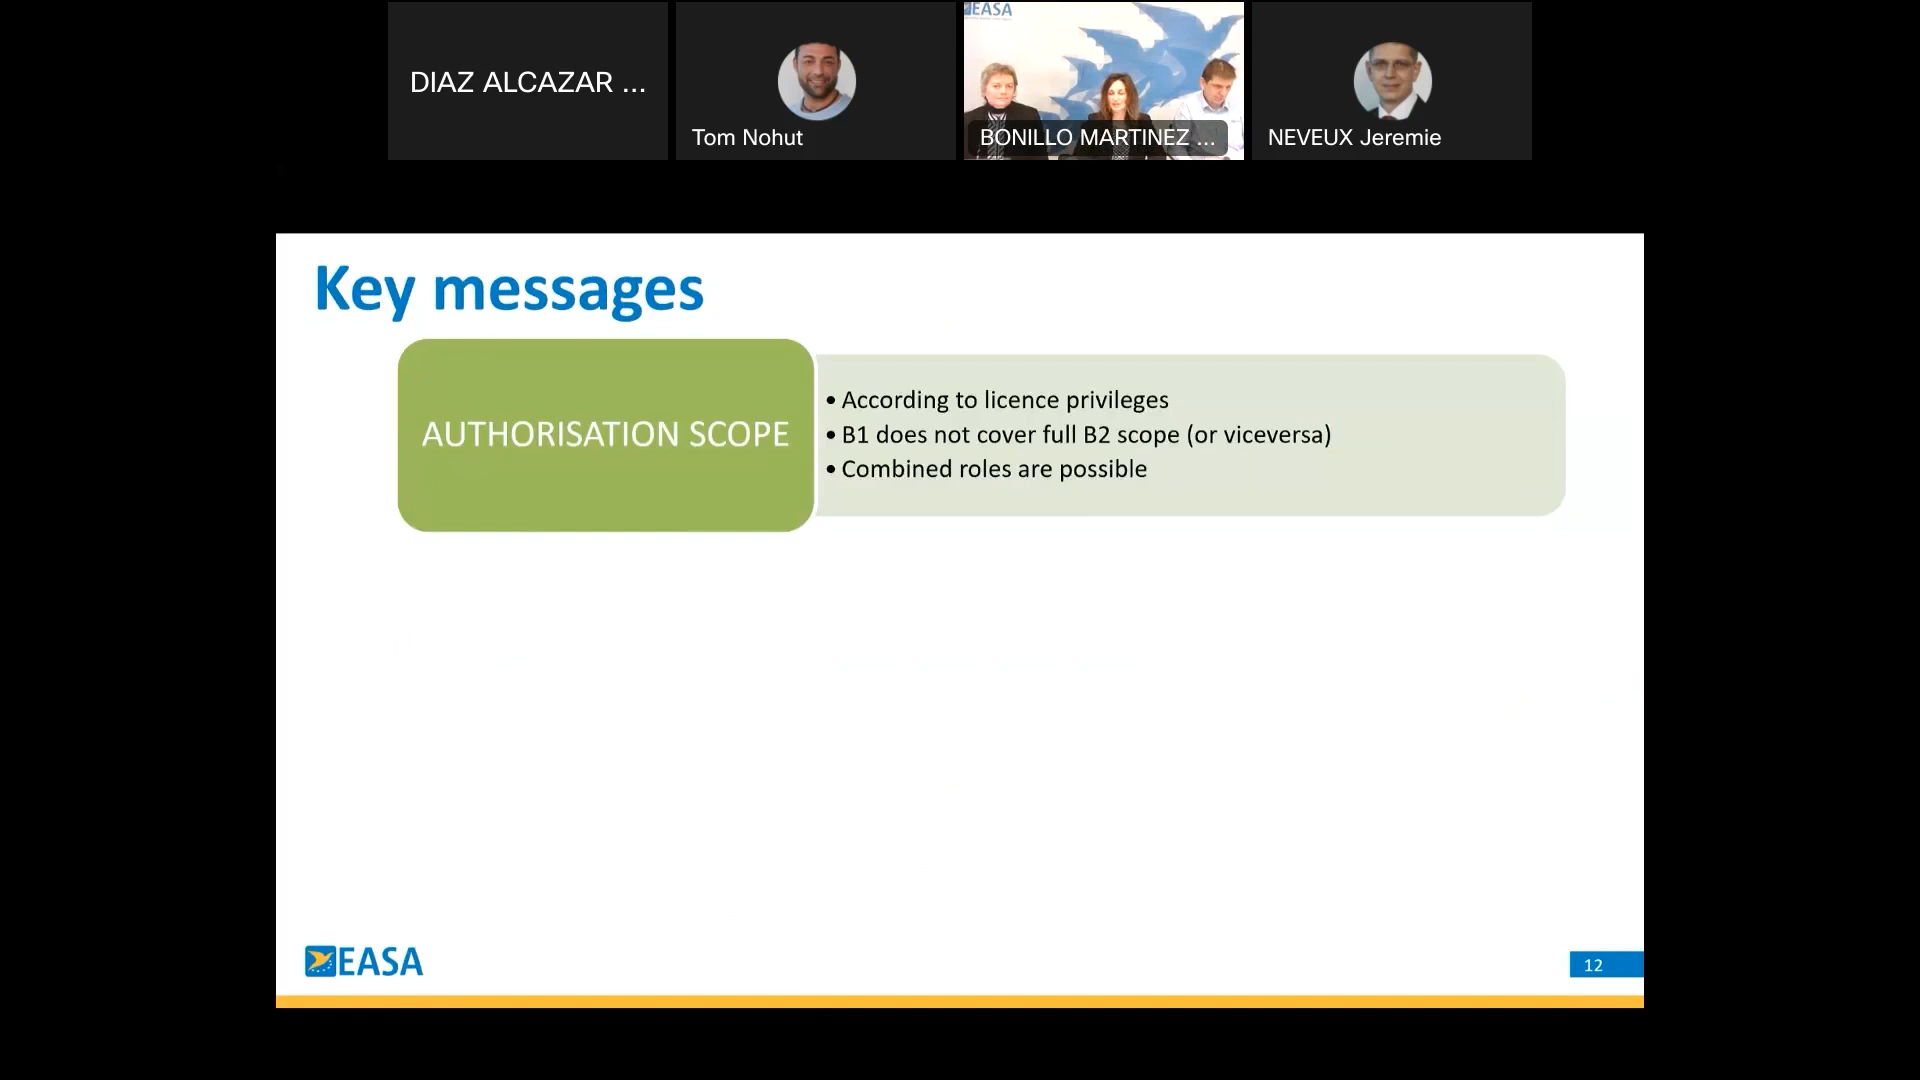 DIAZ ALCAZAR ...
Tom Nohut
EASA
BONILLO MARTINEZ ...
NEVEUX Jeremie
Key messages
AUTHORISATION SCOPE
• According to licence privileges
• B1 does not cover full B2 scope (or viceversa)
• Combined roles are possible
EASA
12